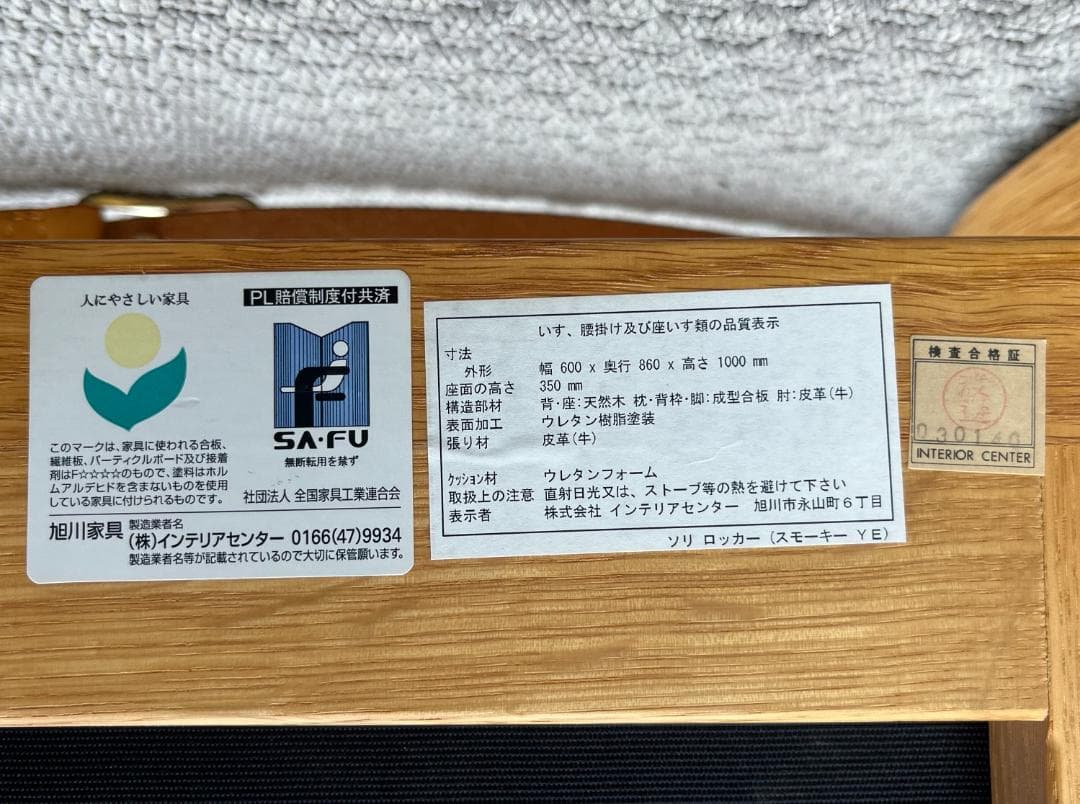 人にやさしい家具
PL賠償制度付共済
SA・FU
無断転用を禁ず
このマークは、家具に使われる合板、
繊維板、パーティクルボード及び接着
剤はF☆☆☆☆のもので、塗料はホル
ムアルデヒドを含まないものを使用
している家具に付けられるものです。
社団法人 全国家具工業連合会
旭川家具
製造業者名
(株)インテリアセンター 0166(47)9934
製造業者名等が記載されているので大切に保管願います。
いす、腰掛け及び座いす類の品質表示
寸法
外形 幅 600 x 奥行 860 x 高さ 1000 mm
座面の高さ 350 mm
構造部材 背・座:天然木 枕・背枠・脚:成型合板 肘:皮革(牛)
表面加工 ウレタン樹脂塗装
張り材 皮革(牛)
クッション材 ウレタンフォーム
取扱上の注意 直射日光又は、ストーブ等の熱を避けて下さい
表示者 株式会社 インテリアセンター 旭川市永山町6丁目
ソリ ロッカー (スモーキー YE)
検査合格証
030140
INTERIOR CENTER